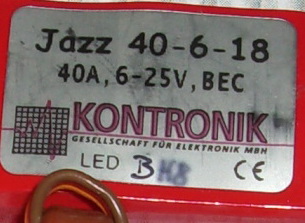 Jazz 40-6-18
40A, 6-25V, BEC
KONTRONIK
GESELLSCHAFT FÜR ELEKTRONIK MBH
LED B CE